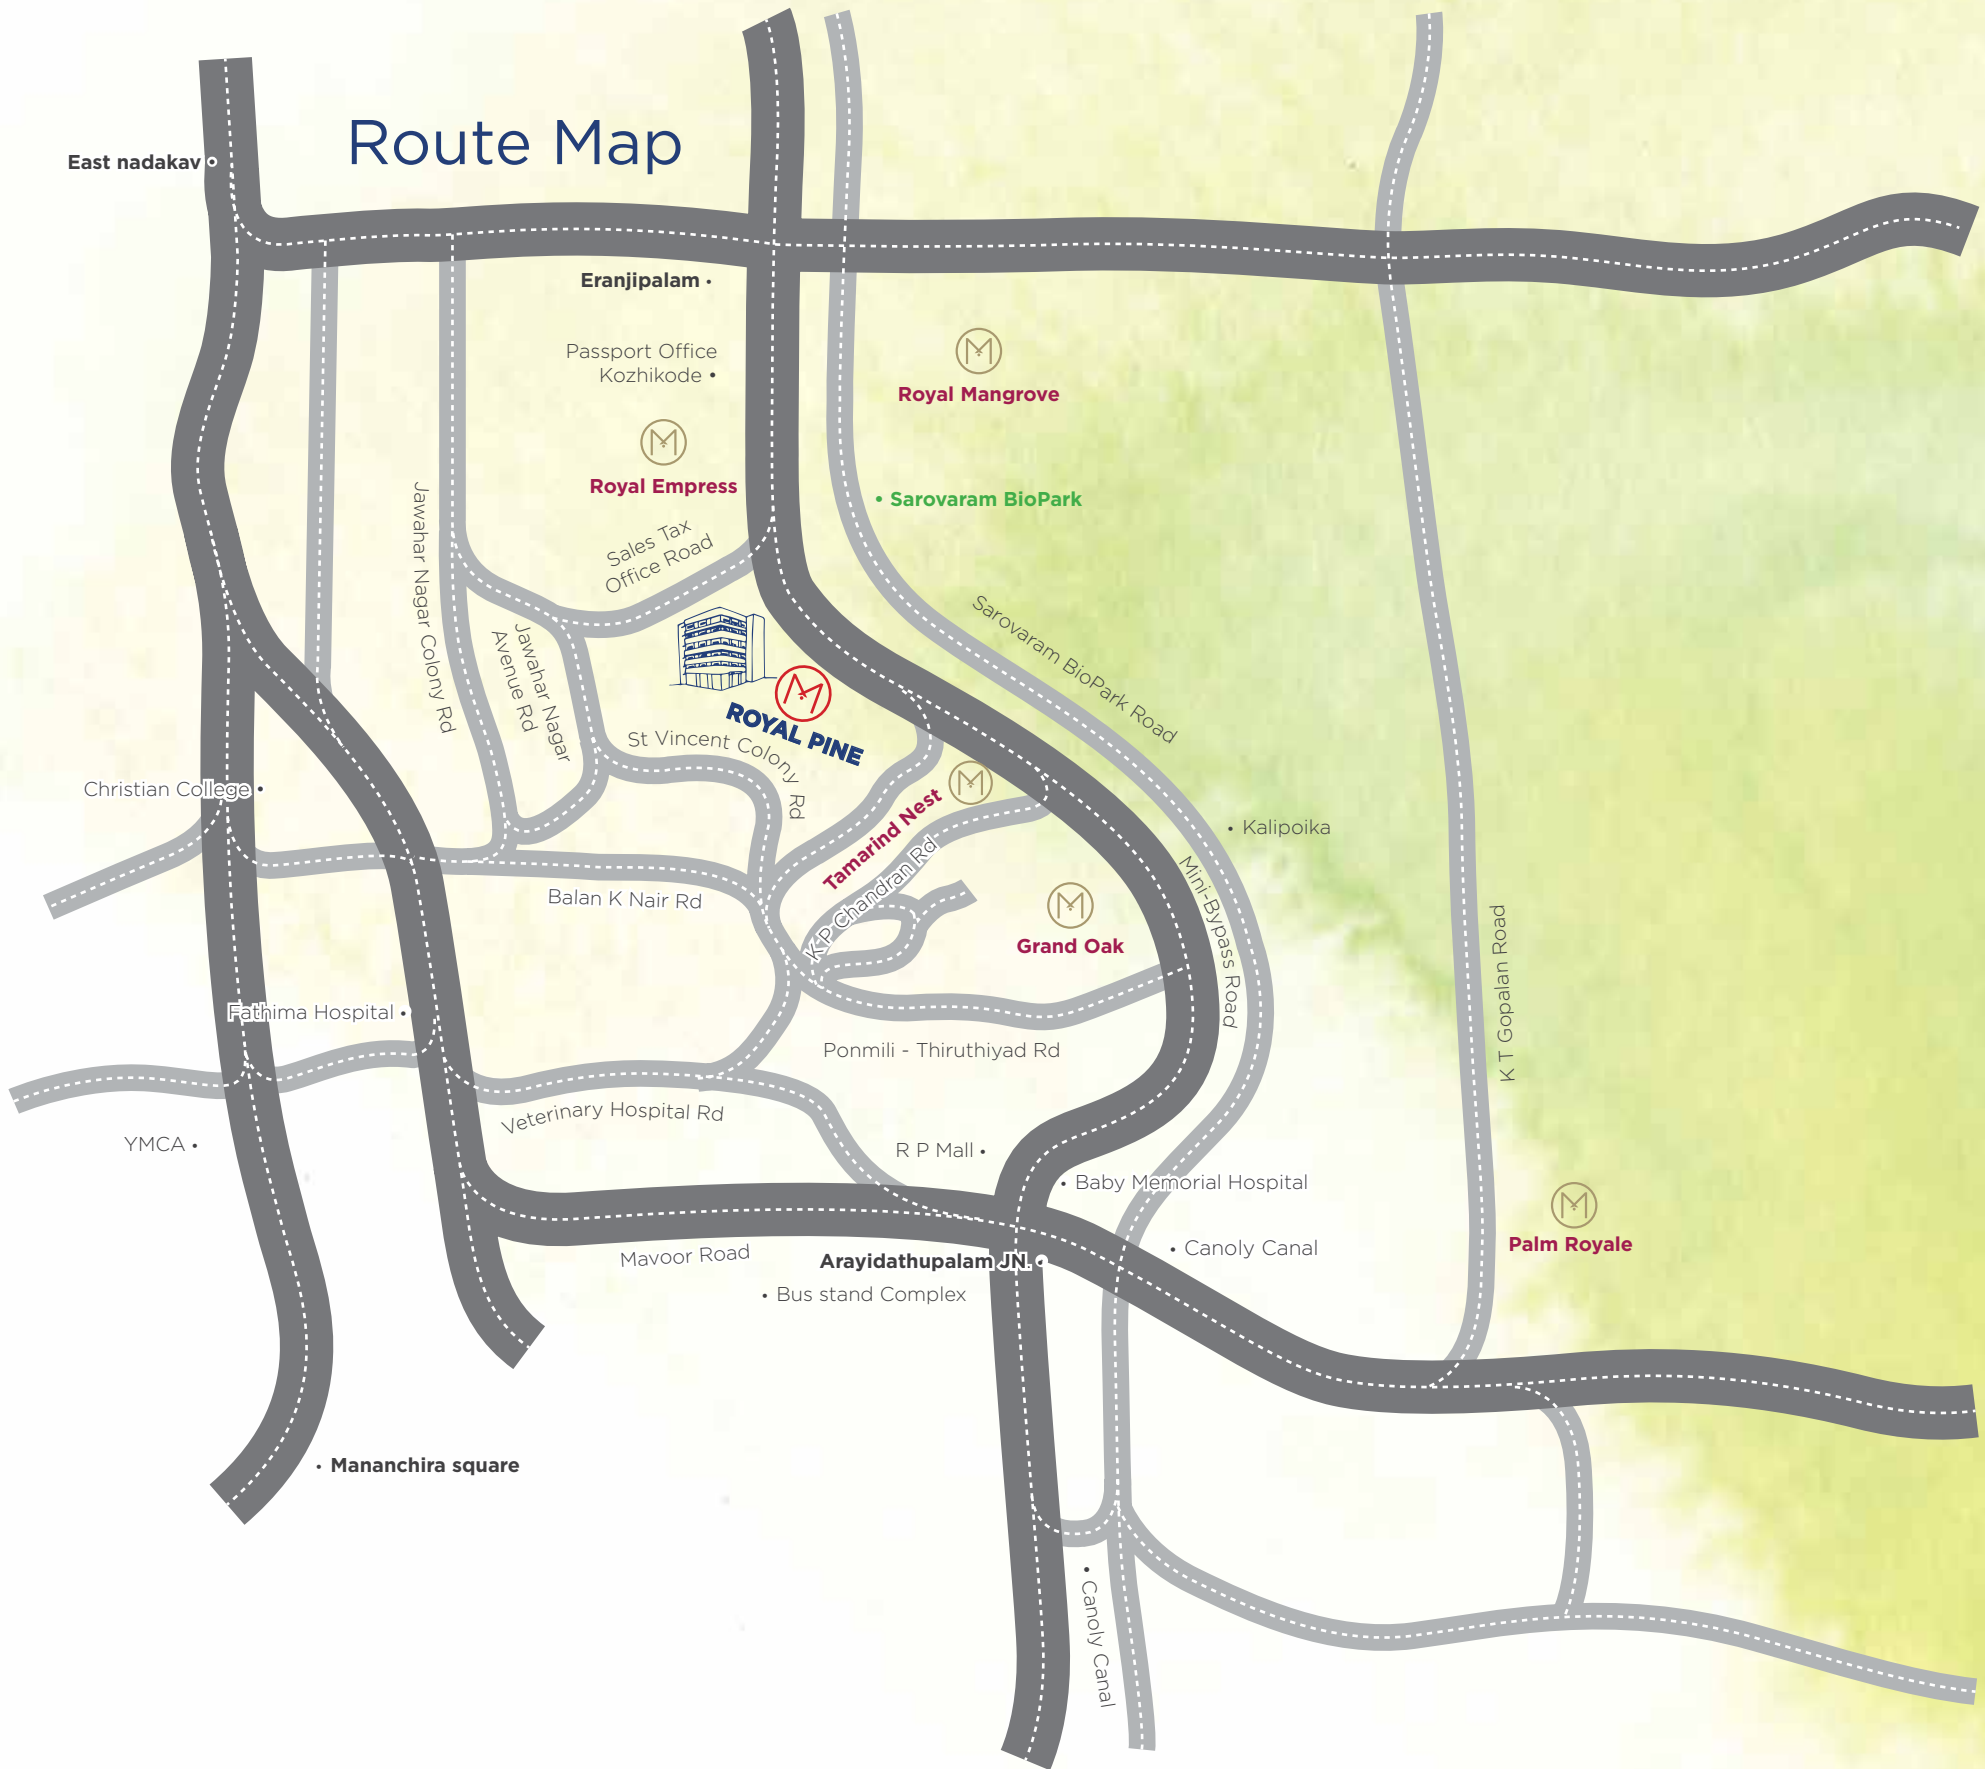 Route Map
East nadakav
Eranjipalam
Passport Office
Kozhikode
Royal Mangrove
Royal Empress
Sarovaram BioPark
Sales Tax
Office Road
Jawahar Nagar Colony Rd
Jawahar Nagar
Avenue Rd
Sarovaram BioPark Road
ROYAL PINE
St Vincent Colony Rd
Christian College
Tamarind Nest
Kalipoika
K P Chandran Rd
Balan K Nair Rd
Mini-Bypass Road
Grand Oak
K T Gopalan Road
Fathima Hospital
Ponmili - Thiruthiyad Rd
Veterinary Hospital Rd
YMCA
R P Mall
Baby Memorial Hospital
Palm Royale
Mavoor Road
Arayidathupalam JN.
Canoly Canal
Bus stand Complex
Mananchira square
Canoly Canal